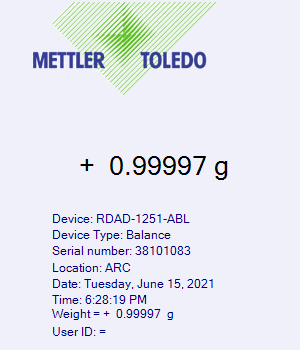 METTLER TOLEDO
+ 0.99997 g
Device: RDAD-1251-ABL
Device Type: Balance
Serial number: 38101083
Location: ARC
Date: Tuesday, June 15, 2021
Time: 6:28:19 PM
Weight = + 0.99997 g
User ID: =